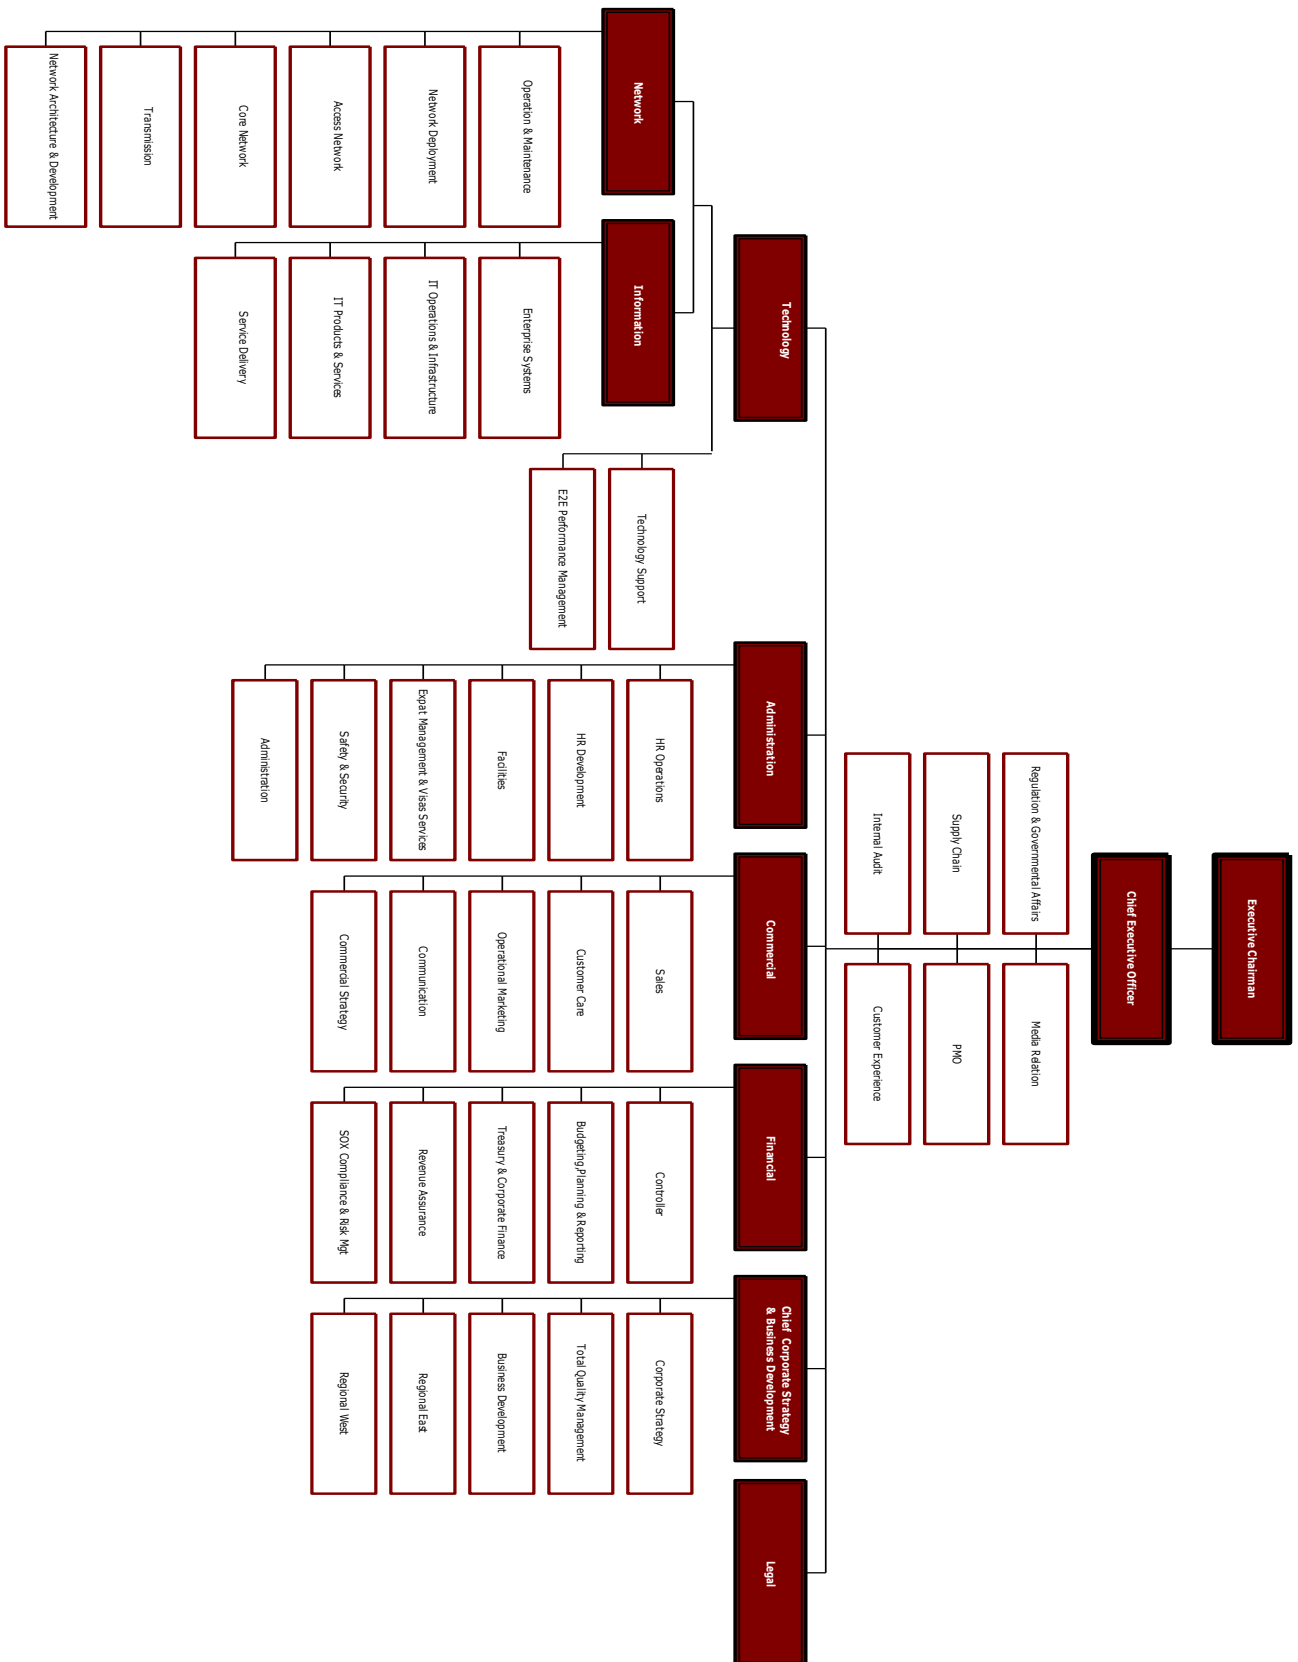 Executive Chairman
Chief Executive Officer
Regulation & Governmental Affairs
Media Relation
Supply Chain
PMO
Internal Audit
Customer Experience
Technology
Administration
Commercial
Financial
Chief Corporate Strategy
& Business Development
Legal
Network
Information
Technology Support
E2E Performance Management
Operation & Maintenance
Network Deployment
Access Network
Core Network
Transmission
Network Architecture & Development
Enterprise Systems
IT Operations & Infrastructure
IT Products & Services
Service Delivery
HR Operations
HR Development
Facilities
Expat Management & Visas Services
Safety & Security
Administration
Sales
Customer Care
Operational Marketing
Communication
Commercial Strategy
Controller
Budgeting,Planning & Reporting
Treasury & Corporate Finance
Revenue Assurance
SOX Compliance & Risk Mgt
Corporate Strategy
Total Quality Management
Business Development
Regional East
Regional West